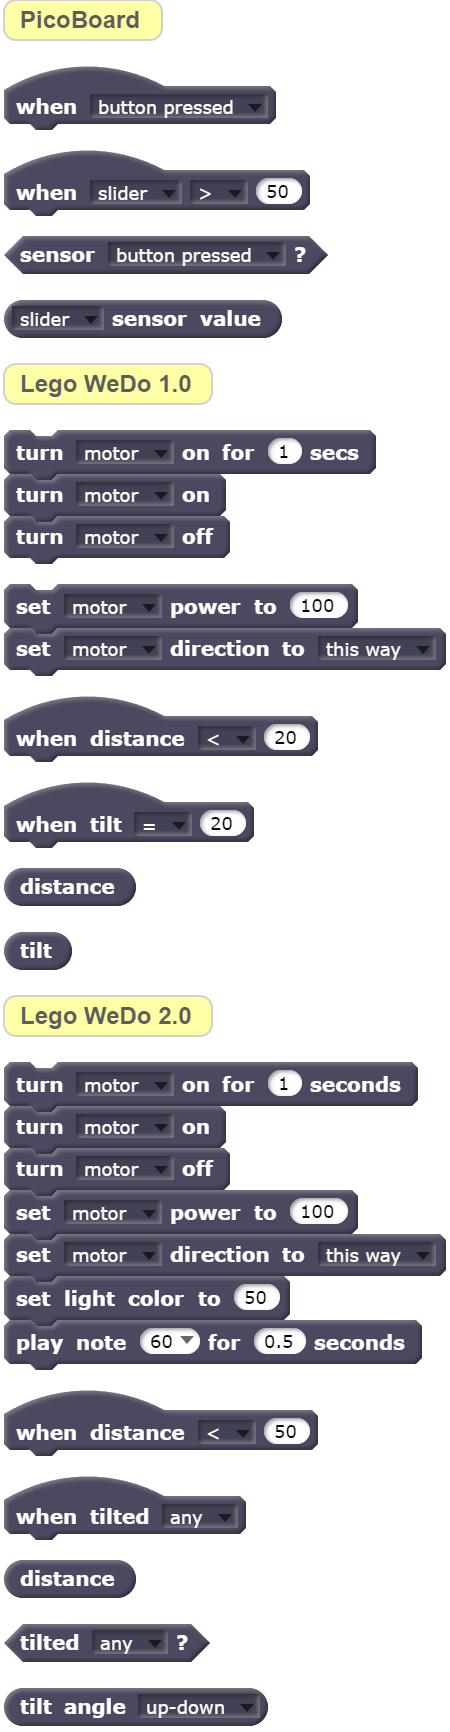 PicoBoard
when button pressed
when slider > 50
sensor button pressed ?
slider sensor value
Lego WeDo 1.0
turn motor on for 1 secs
turn motor on
turn motor off
set motor power to 100
set motor direction to this way
when distance < 20
when tilt = 20
distance
tilt
Lego WeDo 2.0
turn motor on for 1 seconds
turn motor on
turn motor off
set motor power to 100
set motor direction to this way
set light color to 50
play note 60 for 0.5 seconds
when distance < 50
when tilted any
distance
tilted any ?
tilt angle up-down